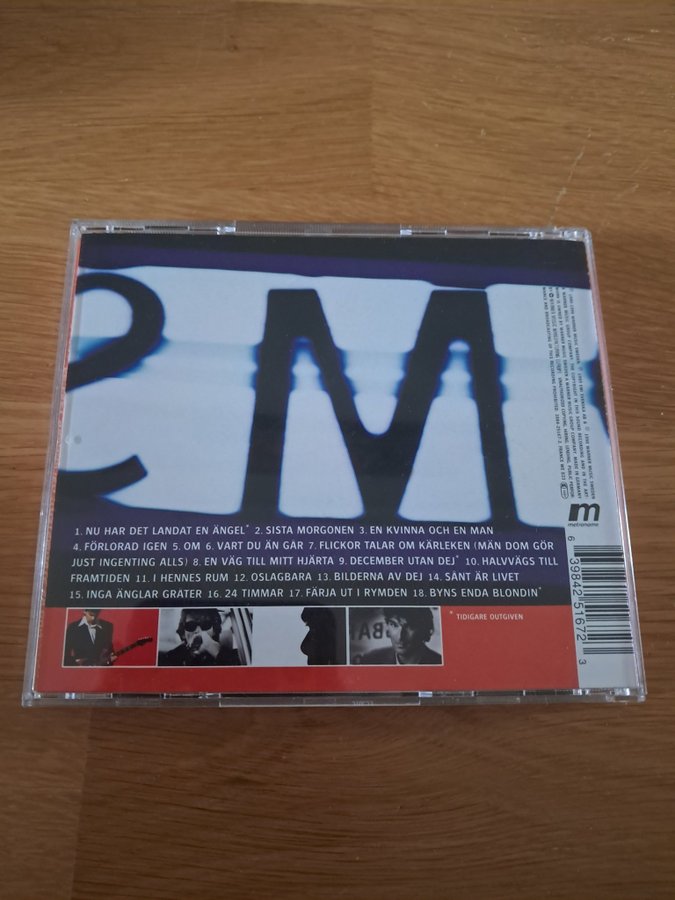 M
1. NU HAR DET LANDAT EN ÄNGEL* 2. SISTA MORGONEN 3. EN KVINNA OCH EN MAN
4. FÖRLORAD IGEN 5. OM 6. VART DU ÄN GÅR 7. FLICKOR TALAR OM KÄRLEKEN (MÄN DOM GÖR
JUST INGENTING ALLS) 8. EN VÄG TILL MITT HJÄRTA 9. DECEMBER UTAN DEJ* 10. HALVVÄGS TILL
FRAMTIDEN 11. I HENNES RUM 12. OSLAGBARA 13. BILDERNA AV DEJ 14. SÅNT ÄR LIVET
15. INGA ÄNGLAR GRÅTER 16. 24 TIMMAR 17. FÄRJA UT I RYMDEN 18. BYNS ENDA BLONDIN*
* TIDIGARE OUTGIVEN
m
metronome
6 39842 51672 3